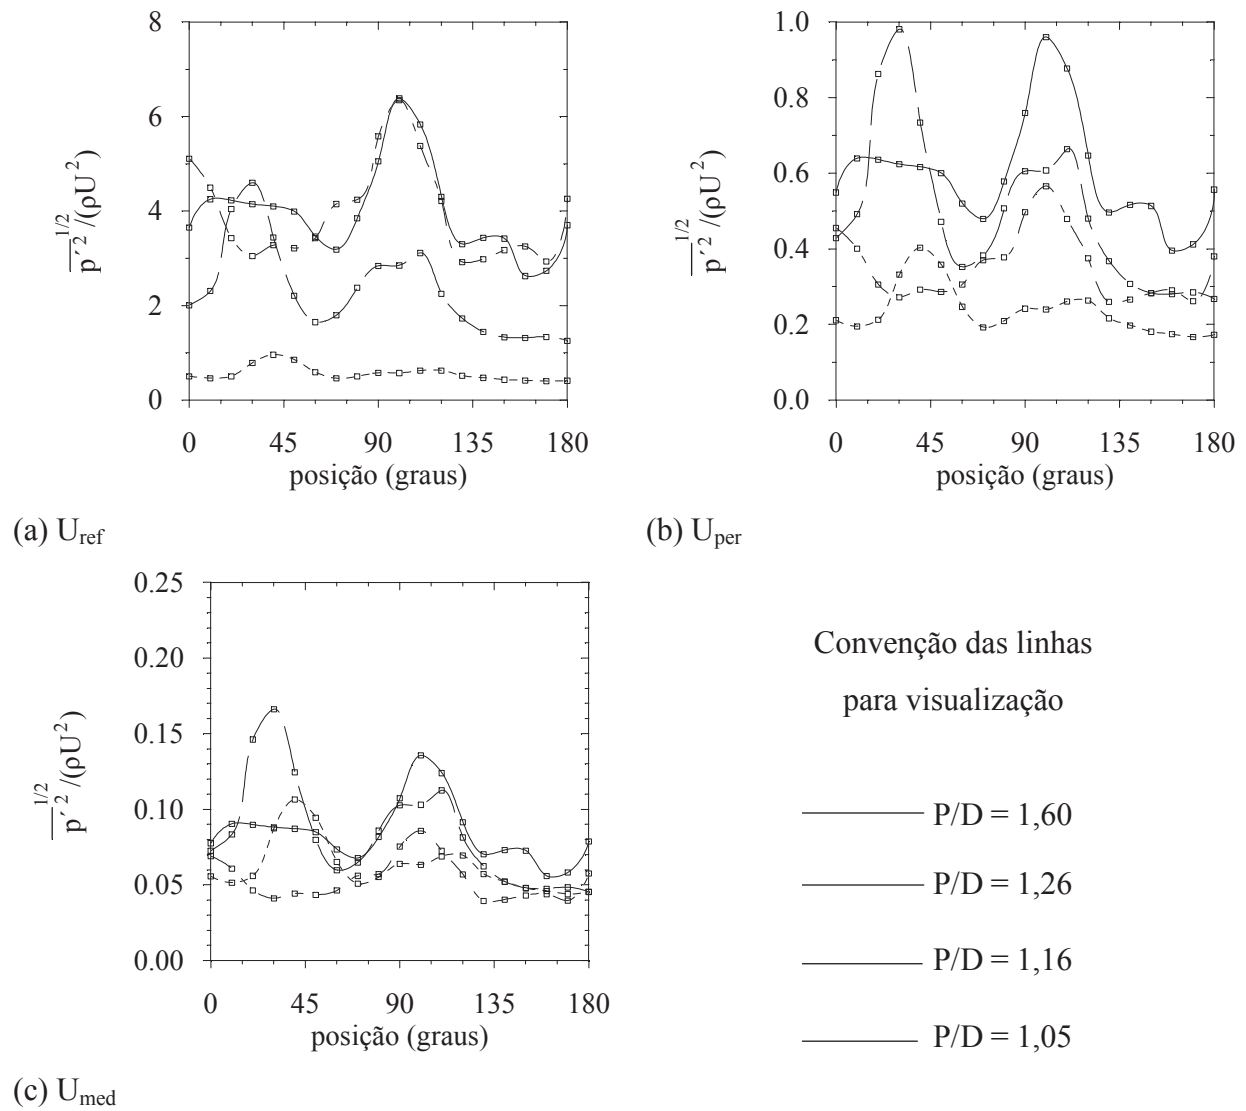 8
6
4
2
0
p´² ^1/2 /(ρU²)
0 45 90 135 180
posição (graus)
(a) U_ref
1.0
0.8
0.6
0.4
0.2
0.0
p´² ^1/2 /(ρU²)
0 45 90 135 180
posição (graus)
(b) U_per
0.25
0.20
0.15
0.10
0.05
0.00
p´² ^1/2 /(ρU²)
0 45 90 135 180
posição (graus)
(c) U_med
Convenção das linhas
para visualização
P/D = 1,60
P/D = 1,26
P/D = 1,16
P/D = 1,05